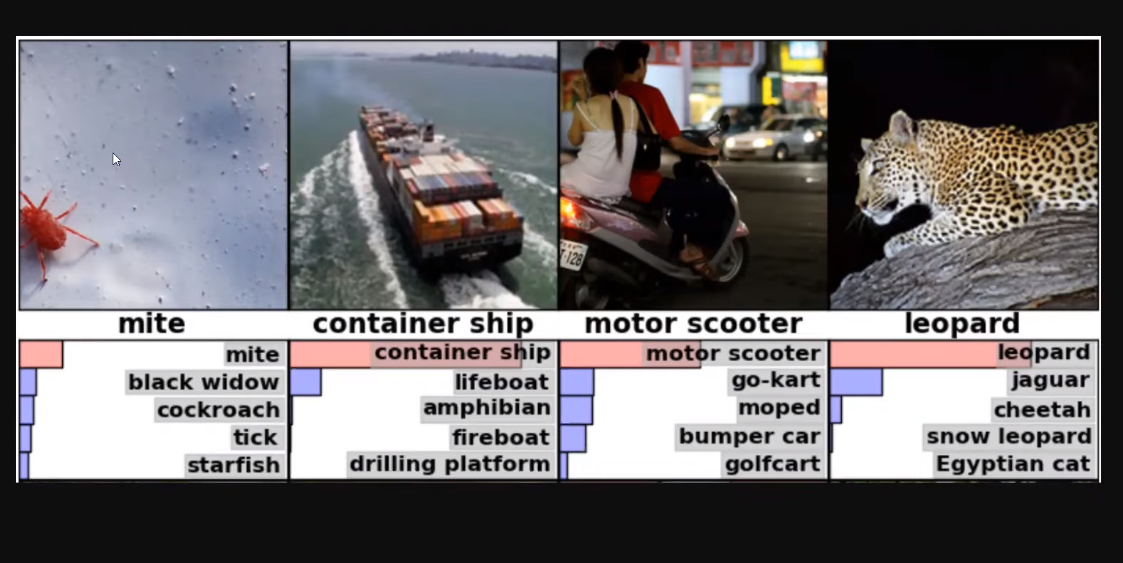 mite
container ship
motor scooter
leopard
mite
black widow
cockroach
tick
starfish
container ship
lifeboat
amphibian
fireboat
drilling platform
motor scooter
go-kart
moped
bumper car
golfcart
leopard
jaguar
cheetah
snow leopard
Egyptian cat